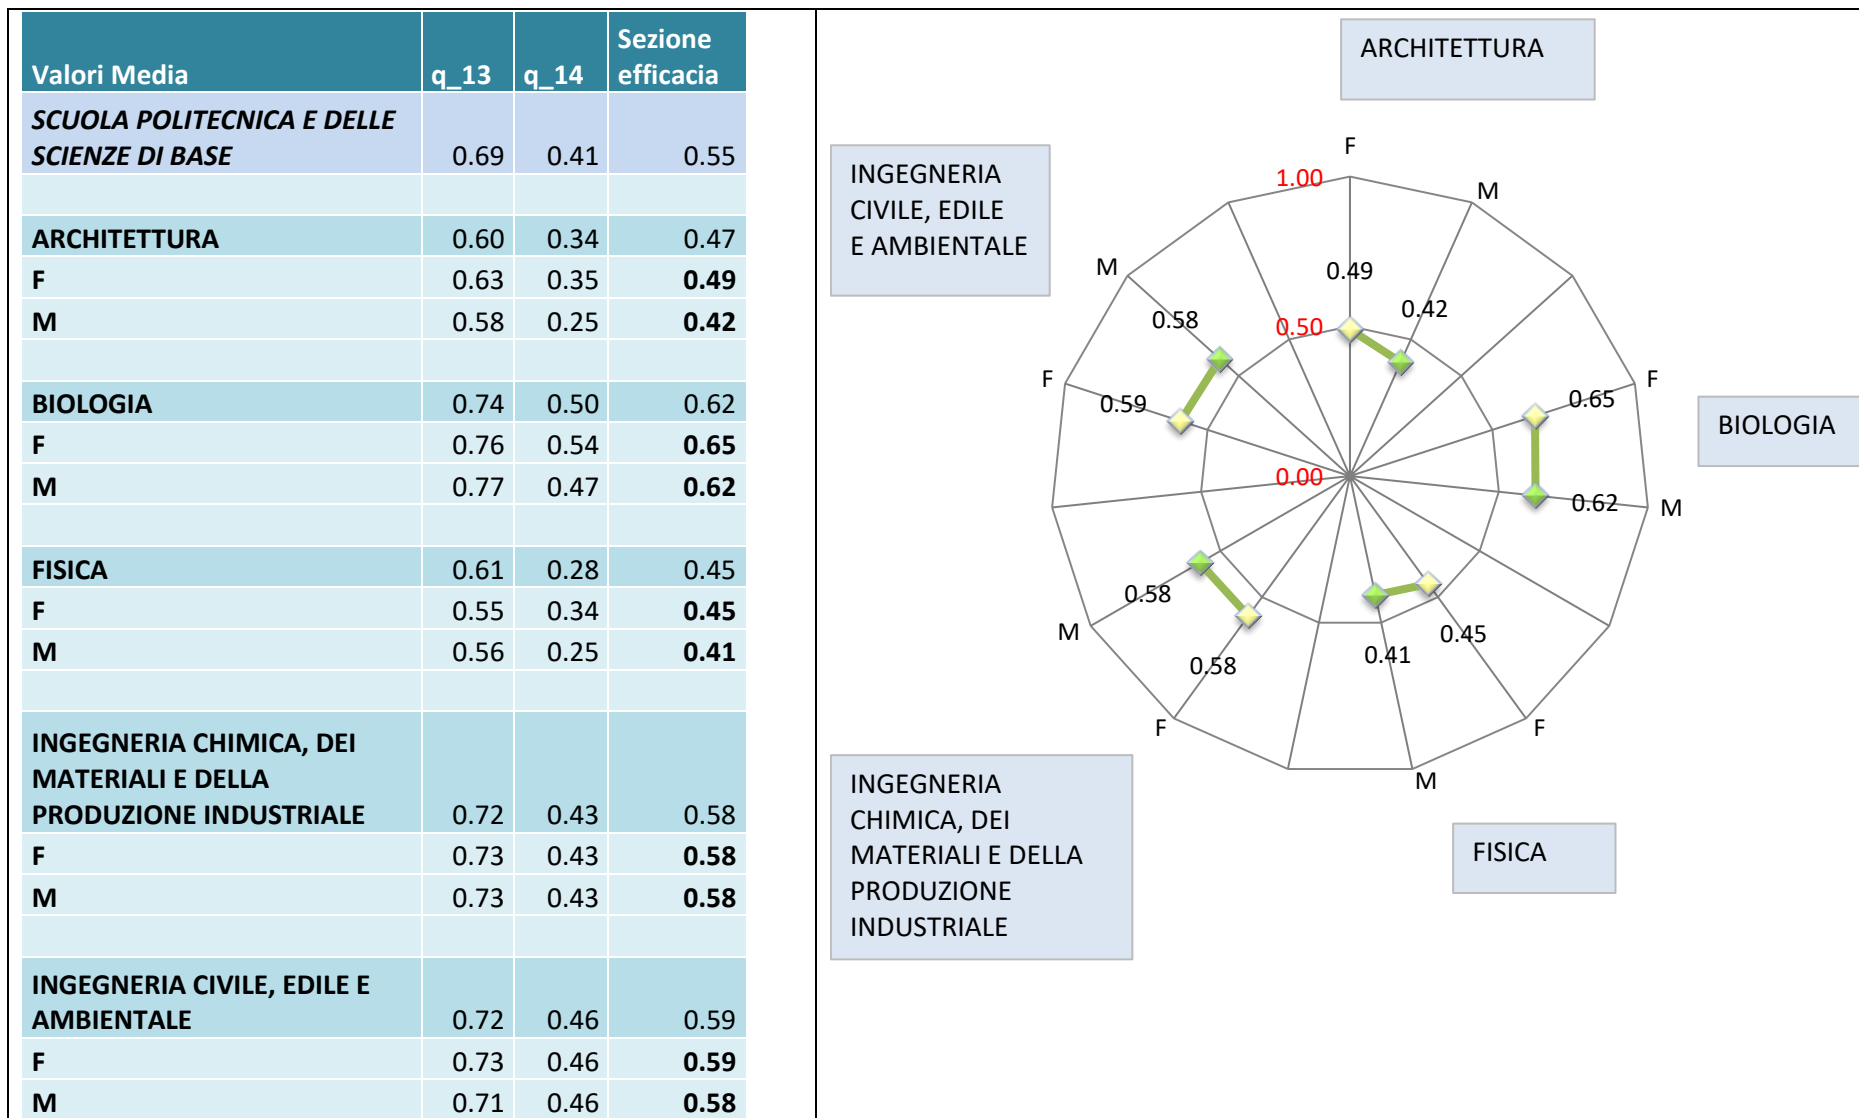 Valori Media q_13 q_14 Sezione efficacia
SCUOLA POLITECNICA E DELLE
SCIENZE DI BASE 0.69 0.41 0.55
ARCHITETTURA 0.60 0.34 0.47
F 0.63 0.35 0.49
M 0.58 0.25 0.42
BIOLOGIA 0.74 0.50 0.62
F 0.76 0.54 0.65
M 0.77 0.47 0.62
FISICA 0.61 0.28 0.45
F 0.55 0.34 0.45
M 0.56 0.25 0.41
INGEGNERIA CHIMICA, DEI
MATERIALI E DELLA
PRODUZIONE INDUSTRIALE 0.72 0.43 0.58
F 0.73 0.43 0.58
M 0.73 0.43 0.58
INGEGNERIA CIVILE, EDILE E
AMBIENTALE 0.72 0.46 0.59
F 0.73 0.46 0.59
M 0.71 0.46 0.58
ARCHITETTURA
INGEGNERIA
CIVILE, EDILE
E AMBIENTALE
F
1.00
M
M
0.49
0.42
0.58
0.50
F
0.59
F
0.65
BIOLOGIA
0.00
0.62
M
0.58
M
0.45
0.41
0.58
F
F
M
INGEGNERIA
CHIMICA, DEI
MATERIALI E DELLA
PRODUZIONE
INDUSTRIALE
FISICA